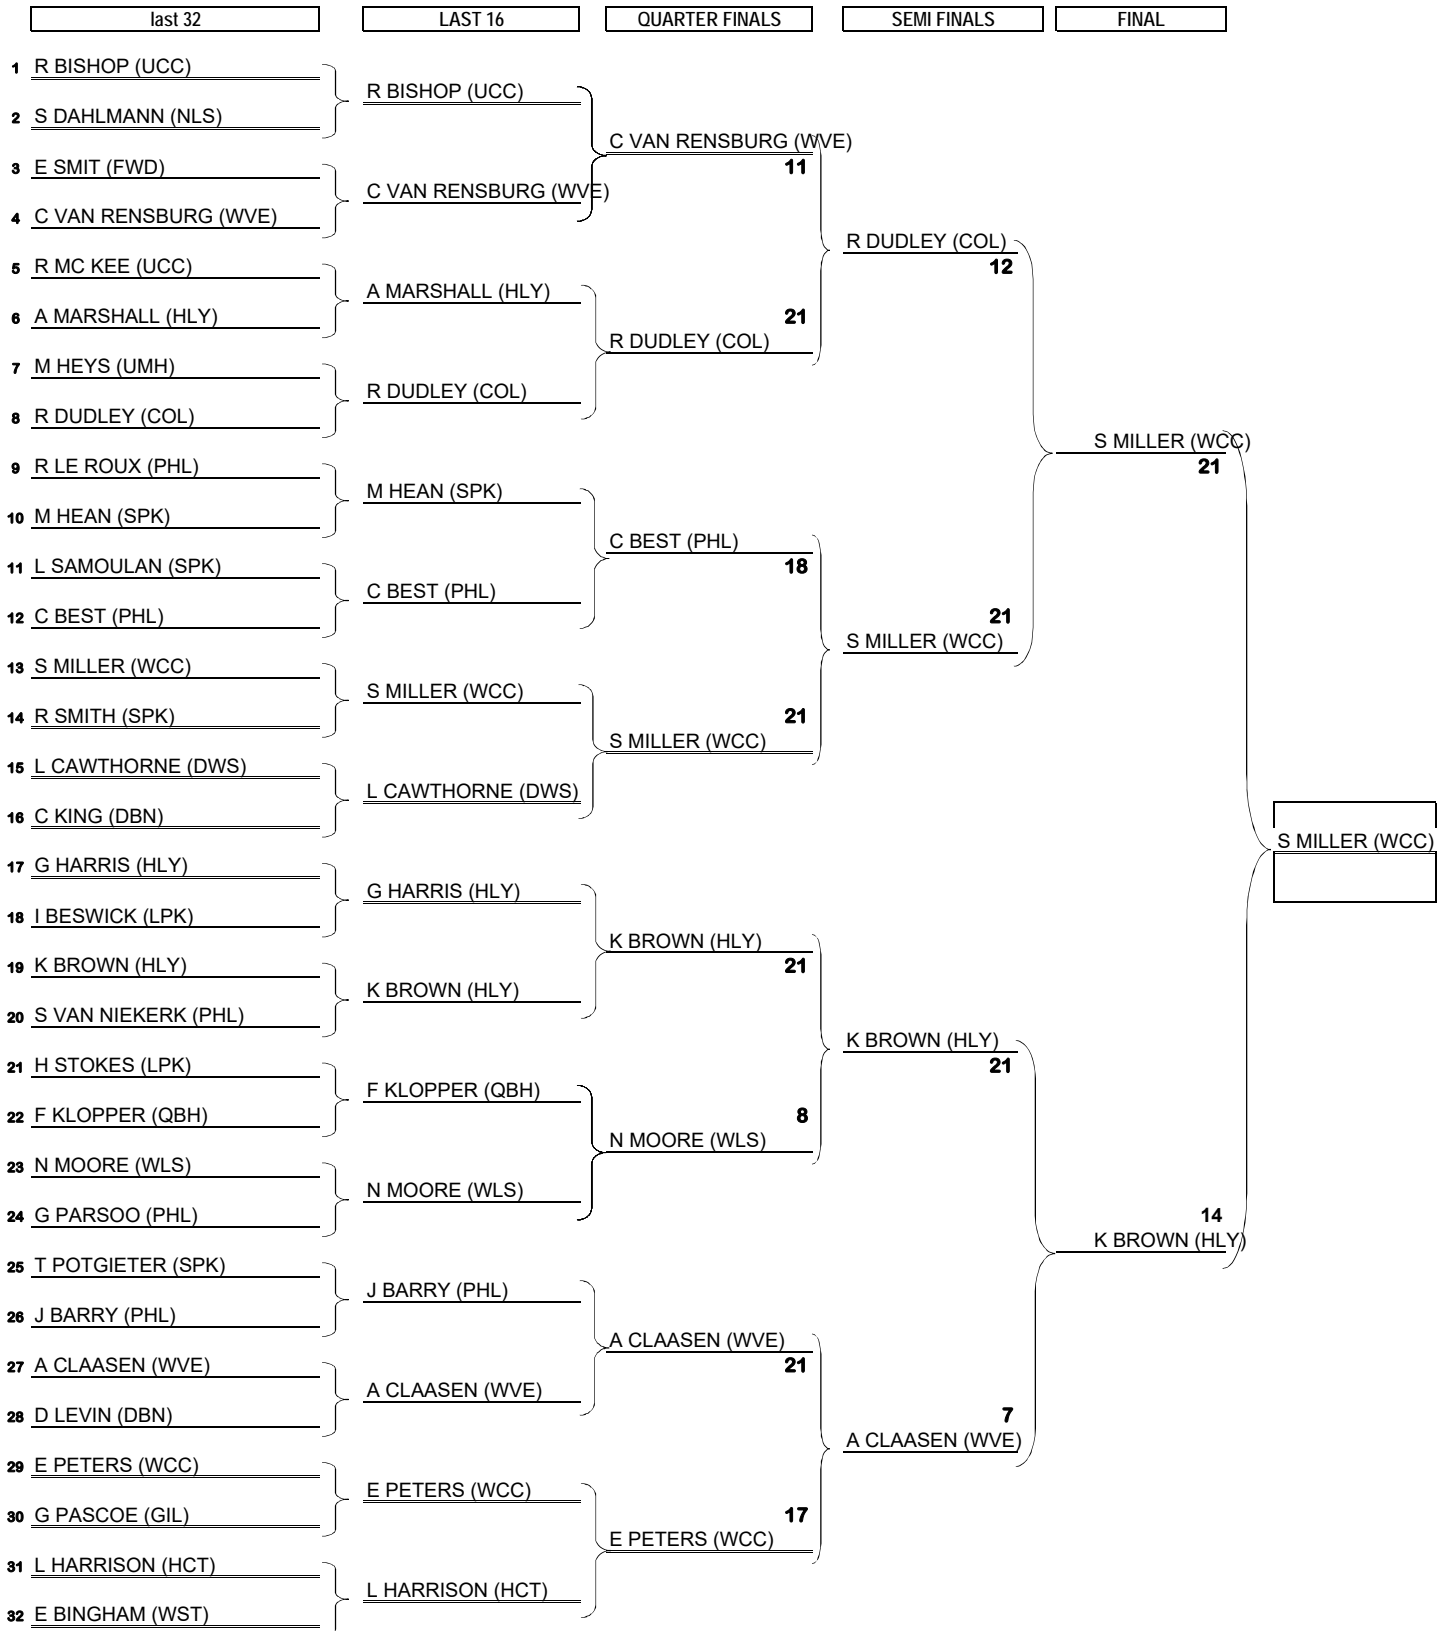 last 32
LAST 16
QUARTER FINALS
SEMI FINALS
FINAL
1 R BISHOP (UCC)
2 S DAHLMANN (NLS)
3 E SMIT (FWD)
4 C VAN RENSBURG (WVE)
5 R MC KEE (UCC)
6 A MARSHALL (HLY)
7 M HEYS (UMH)
8 R DUDLEY (COL)
9 R LE ROUX (PHL)
10 M HEAN (SPK)
11 L SAMOULAN (SPK)
12 C BEST (PHL)
13 S MILLER (WCC)
14 R SMITH (SPK)
15 L CAWTHORNE (DWS)
16 C KING (DBN)
17 G HARRIS (HLY)
18 I BESWICK (LPK)
19 K BROWN (HLY)
20 S VAN NIEKERK (PHL)
21 H STOKES (LPK)
22 F KLOPPER (QBH)
23 N MOORE (WLS)
24 G PARSOO (PHL)
25 T POTGIETER (SPK)
26 J BARRY (PHL)
27 A CLAASEN (WVE)
28 D LEVIN (DBN)
29 E PETERS (WCC)
30 G PASCOE (GIL)
31 L HARRISON (HCT)
32 E BINGHAM (WST)
R BISHOP (UCC)
C VAN RENSBURG (WVE)
A MARSHALL (HLY)
R DUDLEY (COL)
M HEAN (SPK)
C BEST (PHL)
S MILLER (WCC)
L CAWTHORNE (DWS)
G HARRIS (HLY)
K BROWN (HLY)
F KLOPPER (QBH)
N MOORE (WLS)
J BARRY (PHL)
A CLAASEN (WVE)
E PETERS (WCC)
L HARRISON (HCT)
C VAN RENSBURG (WVE)
11
21
R DUDLEY (COL)
C BEST (PHL)
18
21
S MILLER (WCC)
K BROWN (HLY)
21
8
N MOORE (WLS)
A CLAASEN (WVE)
21
17
E PETERS (WCC)
R DUDLEY (COL)
12
21
S MILLER (WCC)
K BROWN (HLY)
21
7
A CLAASEN (WVE)
S MILLER (WCC)
21
14
K BROWN (HLY)
S MILLER (WCC)